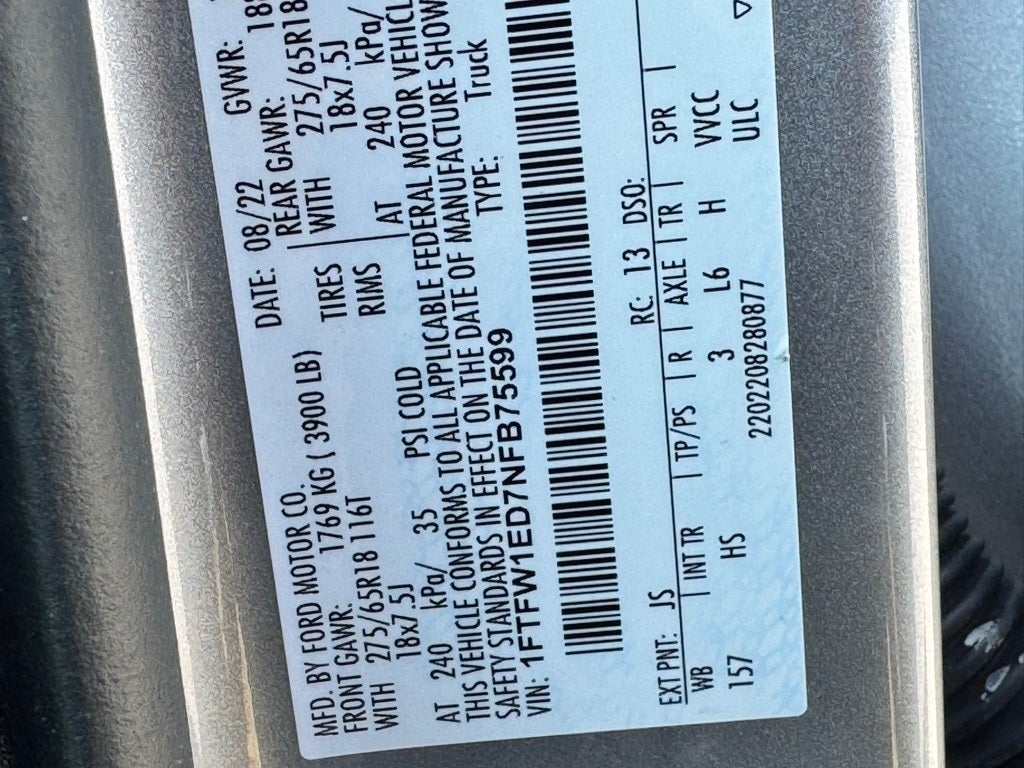 MFD. BY FORD MOTOR CO.
DATE: 08/22 GVWR:
FRONT GAWR: 1769 KG ( 3900 LB) REAR GAWR:
WITH 275/65R18 116T TIRES WITH 275/65R18
18x7.5J RIMS 18x7.5J
AT 240 kPa/ 35 PSI COLD AT 240 kPa/
THIS VEHICLE CONFORMS TO ALL APPLICABLE FEDERAL MOTOR VEHICL
SAFETY STANDARDS IN EFFECT ON THE DATE OF MANUFACTURE SHOW
VIN: 1FTFW1ED7NFB75599 TYPE: Truck
EXT PNT: JS RC: 13 DSO:
WB | INT TR | TP/PS | R | AXLE | TR | SPR |
157 HS 3 L6 H VVCC
2202208280877 ULC